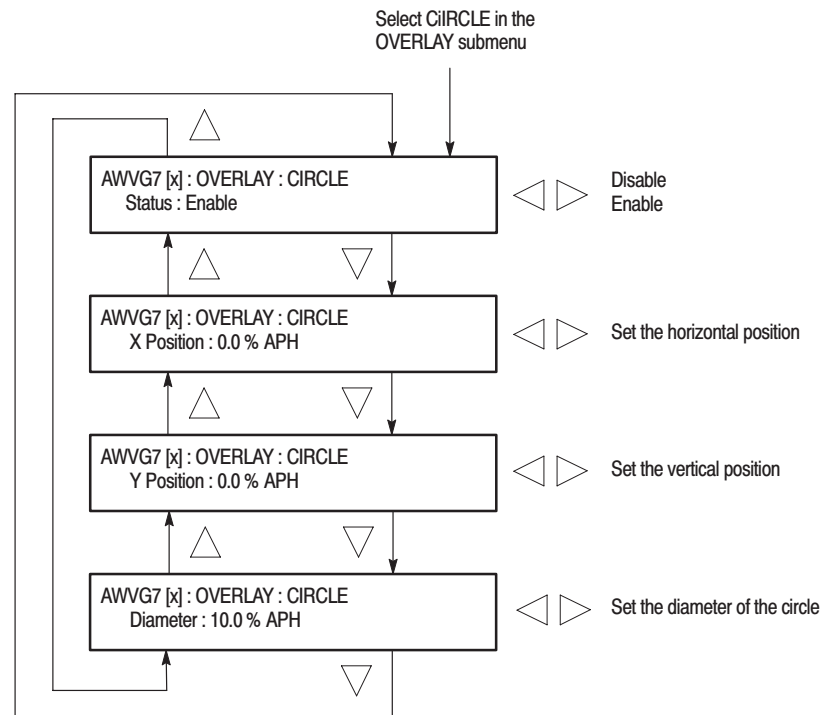 Select CiIRCLE in the
OVERLAY submenu
AWVG7 [x] : OVERLAY : CIRCLE
Status : Enable
Disable
Enable
AWVG7 [x] : OVERLAY : CIRCLE
X Position : 0.0 % APH
Set the horizontal position
AWVG7 [x] : OVERLAY : CIRCLE
Y Position : 0.0 % APH
Set the vertical position
AWVG7 [x] : OVERLAY : CIRCLE
Diameter : 10.0 % APH
Set the diameter of the circle